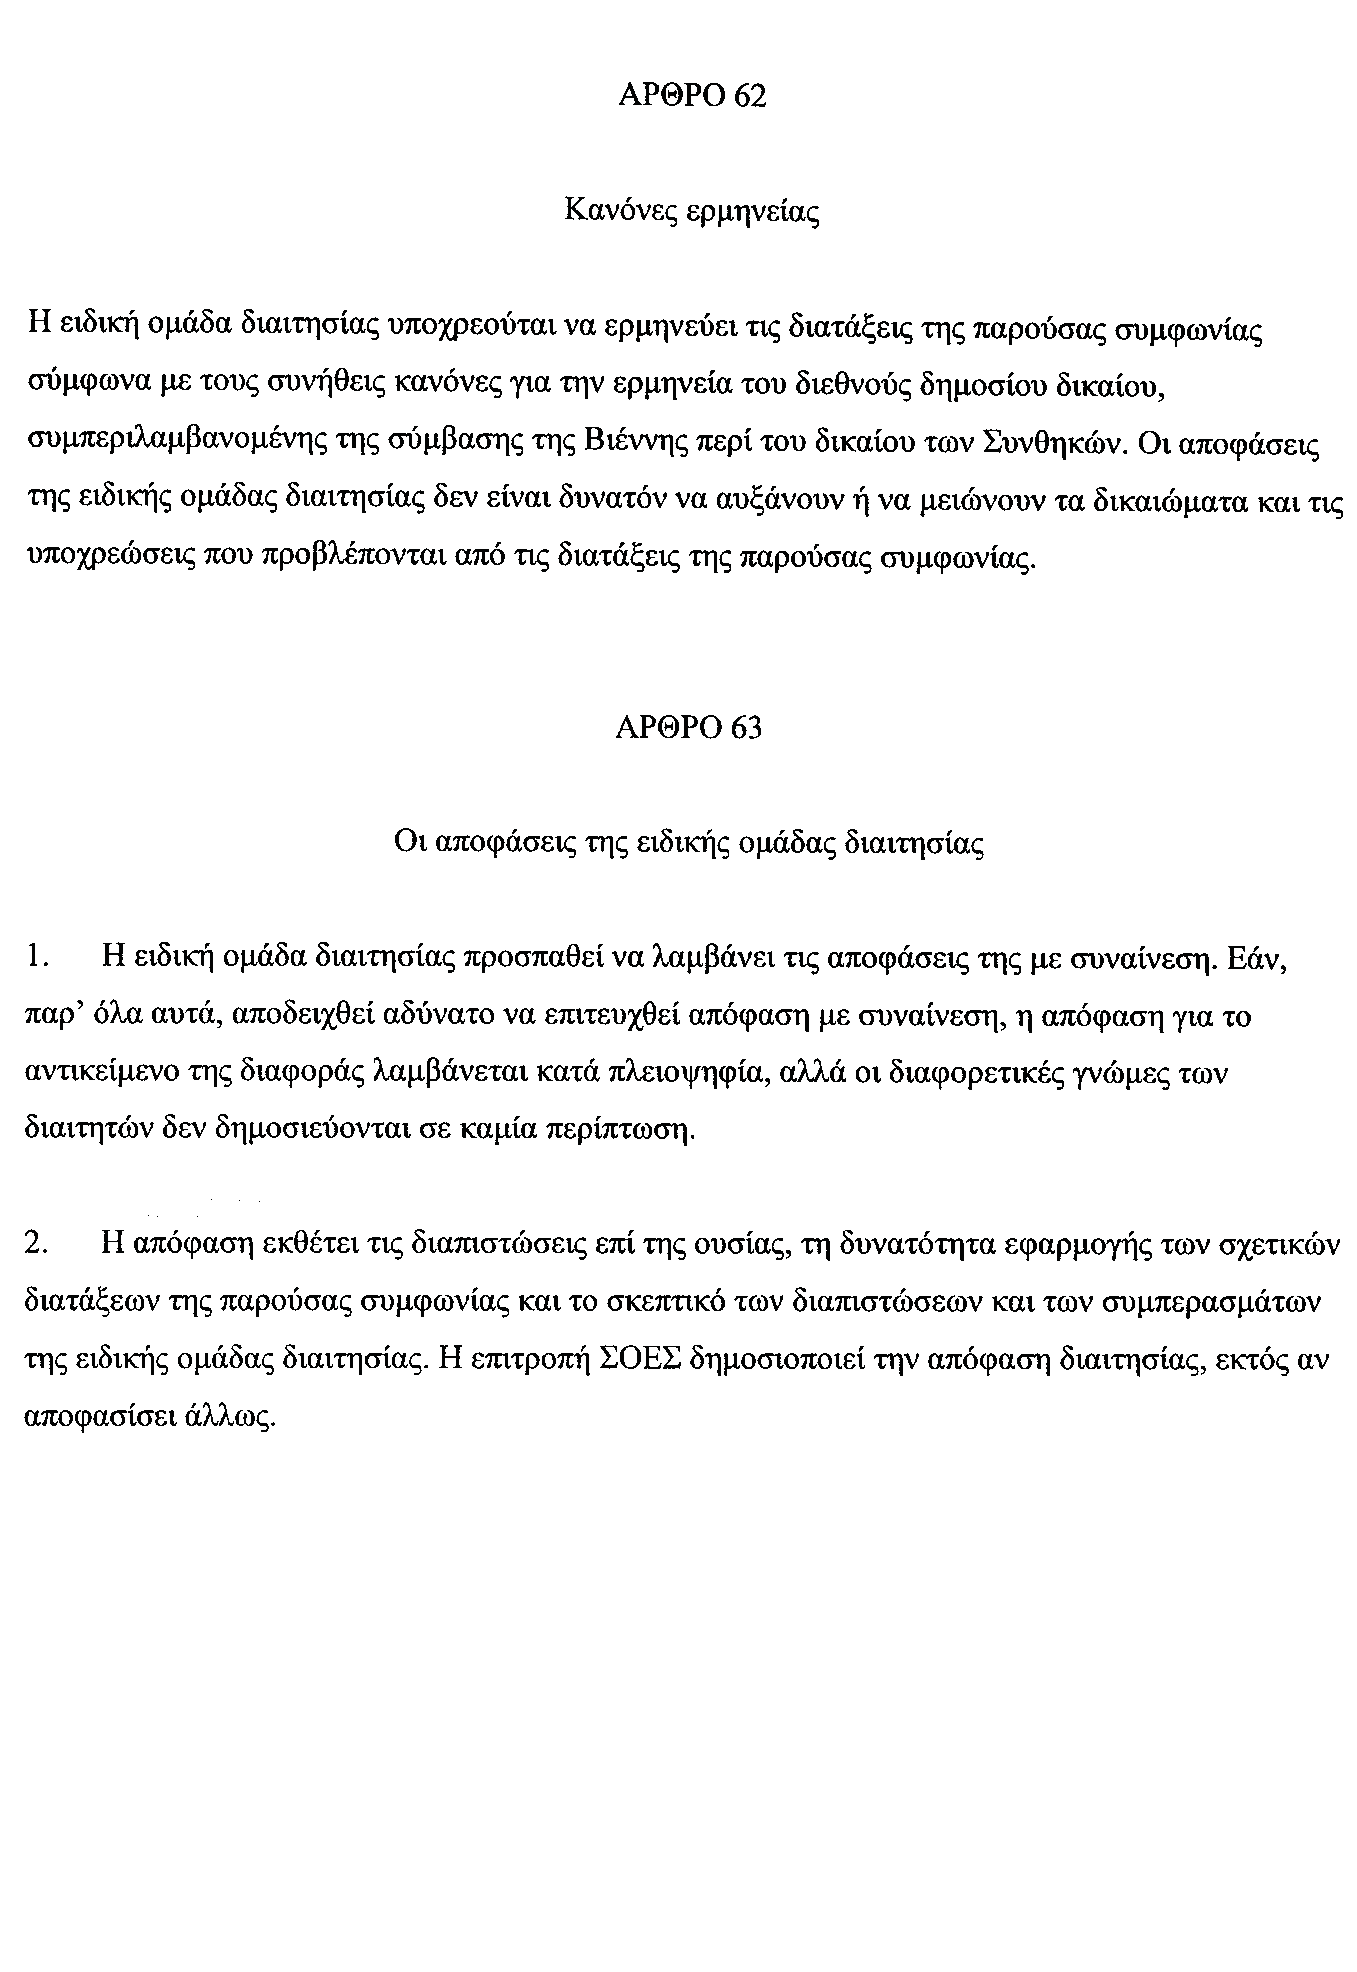 ΑΡΘΡΟ 62
Κανόνες ερμηνείας
Η ειδική ομάδα διαιτησίας υποχρεούται να ερμηνεύει τις διατάξεις της παρούσας συμφωνίας
σύμφωνα με τους συνήθεις κανόνες για την ερμηνεία του διεθνούς δημοσίου δικαίου,
συμπεριλαμβανομένης της σύμβασης της Βιέννης περί του δικαίου των Συνθηκών. Οι αποφάσεις
της ειδικής ομάδας διαιτησίας δεν είναι δυνατόν να αυξάνουν ή να μειώνουν τα δικαιώματα και τις
υποχρεώσεις που προβλέπονται από τις διατάξεις της παρούσας συμφωνίας.
ΑΡΘΡΟ 63
Οι αποφάσεις της ειδικής ομάδας διαιτησίας
1. Η ειδική ομάδα διαιτησίας προσπαθεί να λαμβάνει τις αποφάσεις της με συναίνεση. Εάν,
παρ’ όλα αυτά, αποδειχθεί αδύνατο να επιτευχθεί απόφαση με συναίνεση, η απόφαση για το
αντικείμενο της διαφοράς λαμβάνεται κατά πλειοψηφία, αλλά οι διαφορετικές γνώμες των
διαιτητών δεν δημοσιεύονται σε καμία περίπτωση.
2. Η απόφαση εκθέτει τις διαπιστώσεις επί της ουσίας, τη δυνατότητα εφαρμογής των σχετικών
διατάξεων της παρούσας συμφωνίας και το σκεπτικό των διαπιστώσεων και των συμπερασμάτων
της ειδικής ομάδας διαιτησίας. Η επιτροπή ΣΟΕΣ δημοσιοποιεί την απόφαση διαιτησίας, εκτός αν
αποφασίσει άλλως.